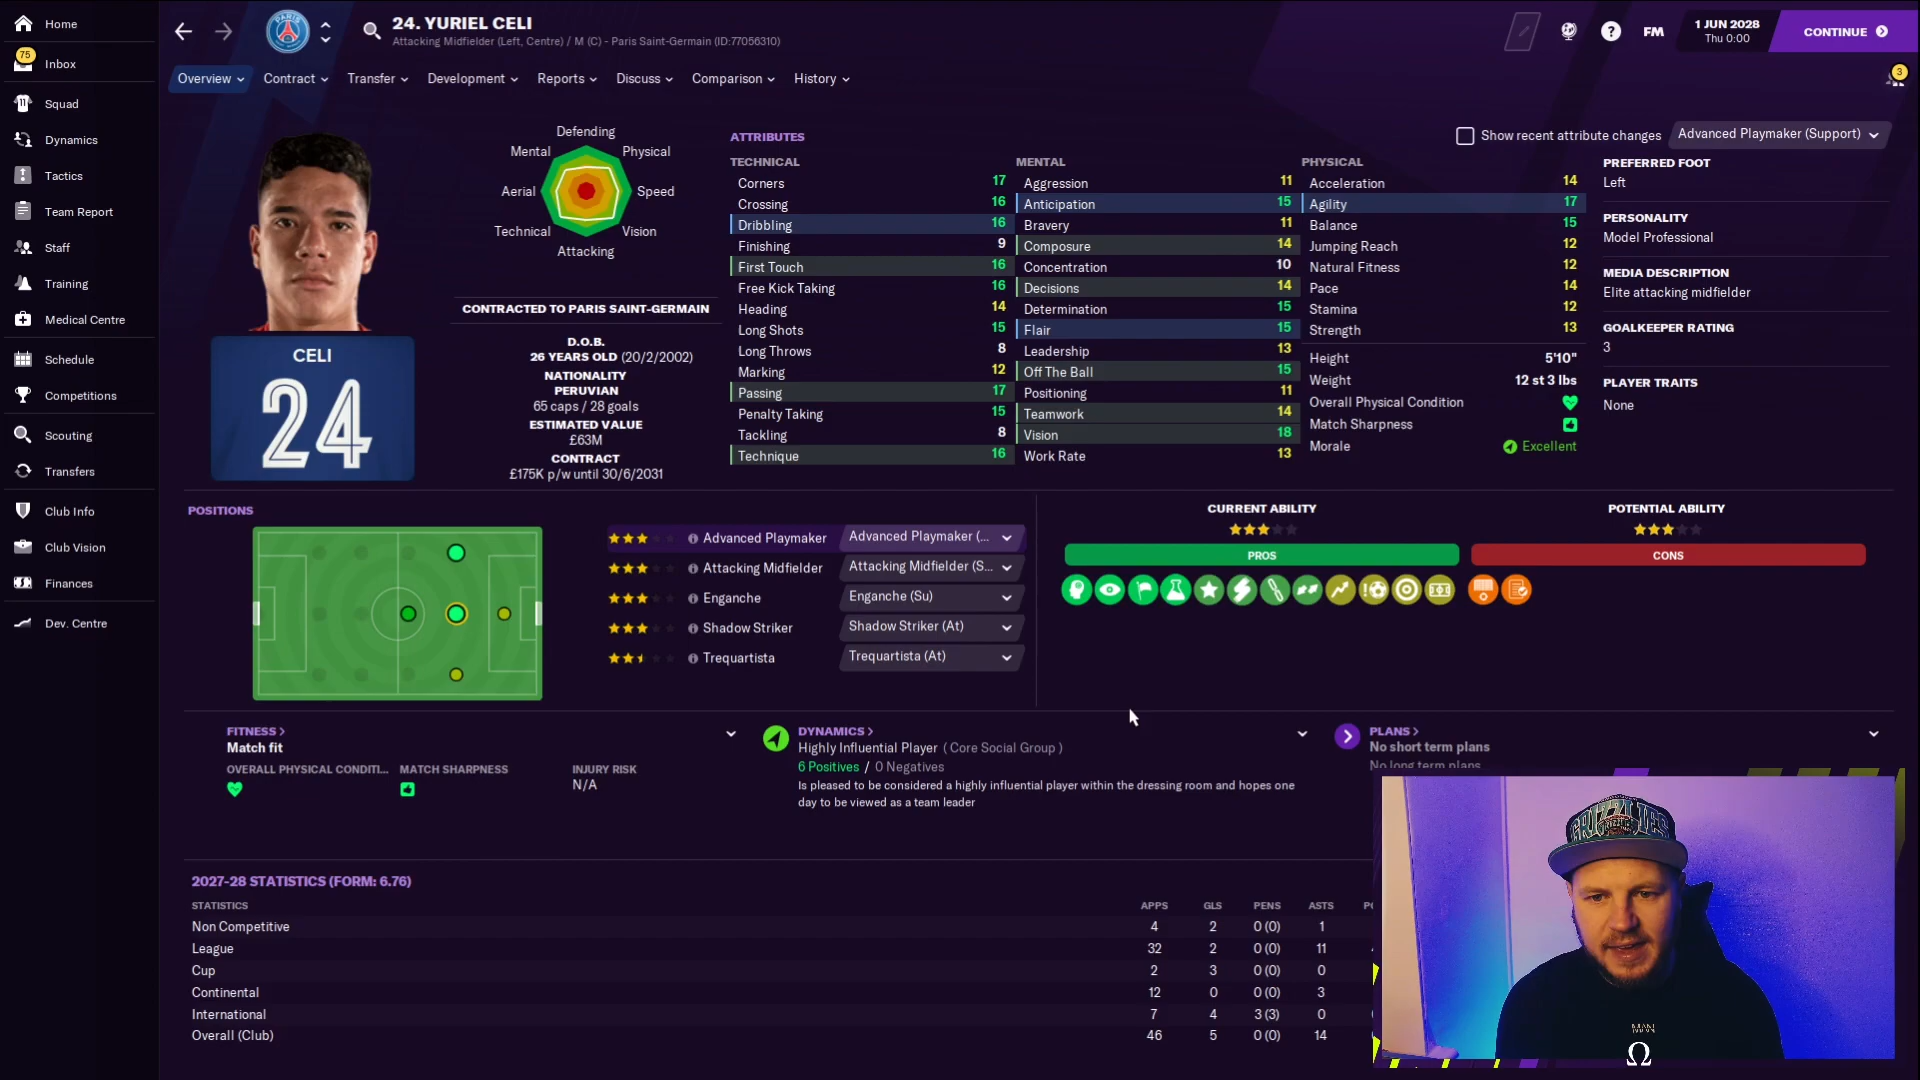 Home
75
Inbox
Squad
Dynamics
Tactics
Team Report
Staff
Training
Medical Centre
Schedule
Competitions
Scouting
Transfers
Club Info
Club Vision
Finances
Dev. Centre
PARIS
24. YURIEL CELI
Attacking Midfielder (Left, Centre) / M (C) - Paris Saint-Germain (ID:77056310)
? FM
1 JUN 2028
Thu 0:00
CONTINUE
Overview Contract Transfer Development Reports Discuss Comparison History
3
Defending
Mental Physical
Aerial Speed
Technical Vision
Attacking
CELI
24
CONTRACTED TO PARIS SAINT-GERMAIN
D.O.B.
26 YEARS OLD (20/2/2002)
NATIONALITY
PERUVIAN
65 caps / 28 goals
ESTIMATED VALUE
£63M
CONTRACT
£175K p/w until 30/6/2031
ATTRIBUTES
Show recent attribute changes
Advanced Playmaker (Support)
TECHNICAL
Corners 17
Crossing 16
Dribbling 16
Finishing 9
First Touch 16
Free Kick Taking 16
Heading 14
Long Shots 15
Long Throws 8
Marking 12
Passing 17
Penalty Taking 15
Tackling 8
Technique 16
MENTAL
Aggression 11
Anticipation 15
Bravery 11
Composure 14
Concentration 10
Decisions 14
Determination 15
Flair 15
Leadership 13
Off The Ball 15
Positioning 11
Teamwork 14
Vision 18
Work Rate 13
PHYSICAL
Acceleration 14
Agility 17
Balance 15
Jumping Reach 12
Natural Fitness 12
Pace 14
Stamina 12
Strength 13
Height 5'10"
Weight 12 st 3 lbs
Overall Physical Condition
Match Sharpness
Morale Excellent
PREFERRED FOOT
Left
PERSONALITY
Model Professional
MEDIA DESCRIPTION
Elite attacking midfielder
GOALKEEPER RATING
3
PLAYER TRAITS
None
POSITIONS
Advanced Playmaker Advanced Playmaker (...
Attacking Midfielder Attacking Midfielder (S...
Enganche Enganche (Su)
Shadow Striker Shadow Striker (At)
Trequartista Trequartista (At)
CURRENT ABILITY
POTENTIAL ABILITY
PROS
CONS
FITNESS
Match fit
OVERALL PHYSICAL CONDITI... MATCH SHARPNESS INJURY RISK
N/A
DYNAMICS
Highly Influential Player ( Core Social Group )
6 Positives / 0 Negatives
Is pleased to be considered a highly influential player within the dressing room and hopes one
day to be viewed as a team leader
PLANS
No short term plans
No long term plans
2027-28 STATISTICS (FORM: 6.76)
STATISTICS APPS GLS PENS ASTS
Non Competitive 4 2 0 (0) 1
League 32 2 0 (0) 11
Cup 2 3 0 (0) 0
Continental 12 0 0 (0) 3
International 7 4 3 (3) 0
Overall (Club) 46 5 0 (0) 14
GRIZZLIES
MAN
Ω